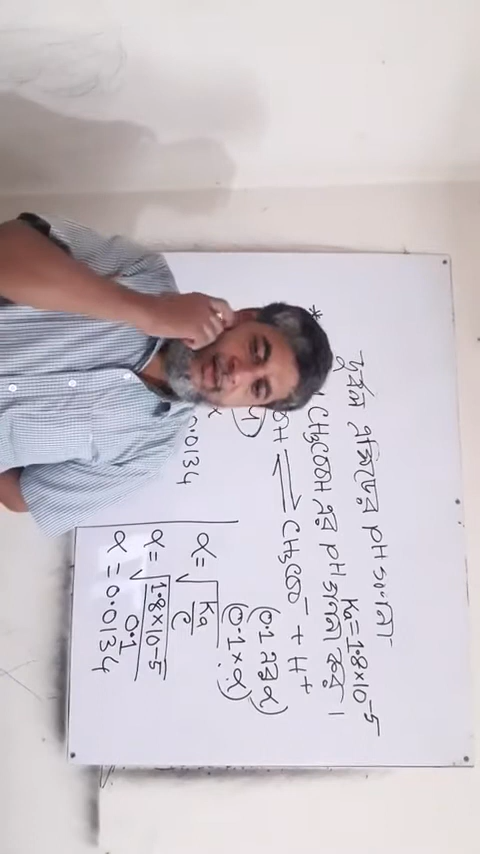 দুর্বল এসিডের pH গণনা
Ka = 1.8×10⁻⁵
* CH₃COOH এর pH গণনা কর।
OH ⇌ CH₃COO⁻ + H⁺
(0.1 এর α)
(0.1×α)
0.0134
α = √Ka/C
α = √1.8×10⁻⁵/0.1
α = 0.0134